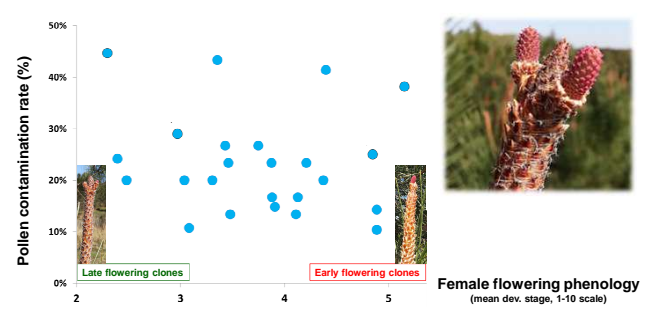 50%
40%
30%
20%
10%
0%
Pollen contamination rate (%)
Late flowering clones
Early flowering clones
2
3
4
5
Female flowering phenology
(mean dev. stage, 1-10 scale)